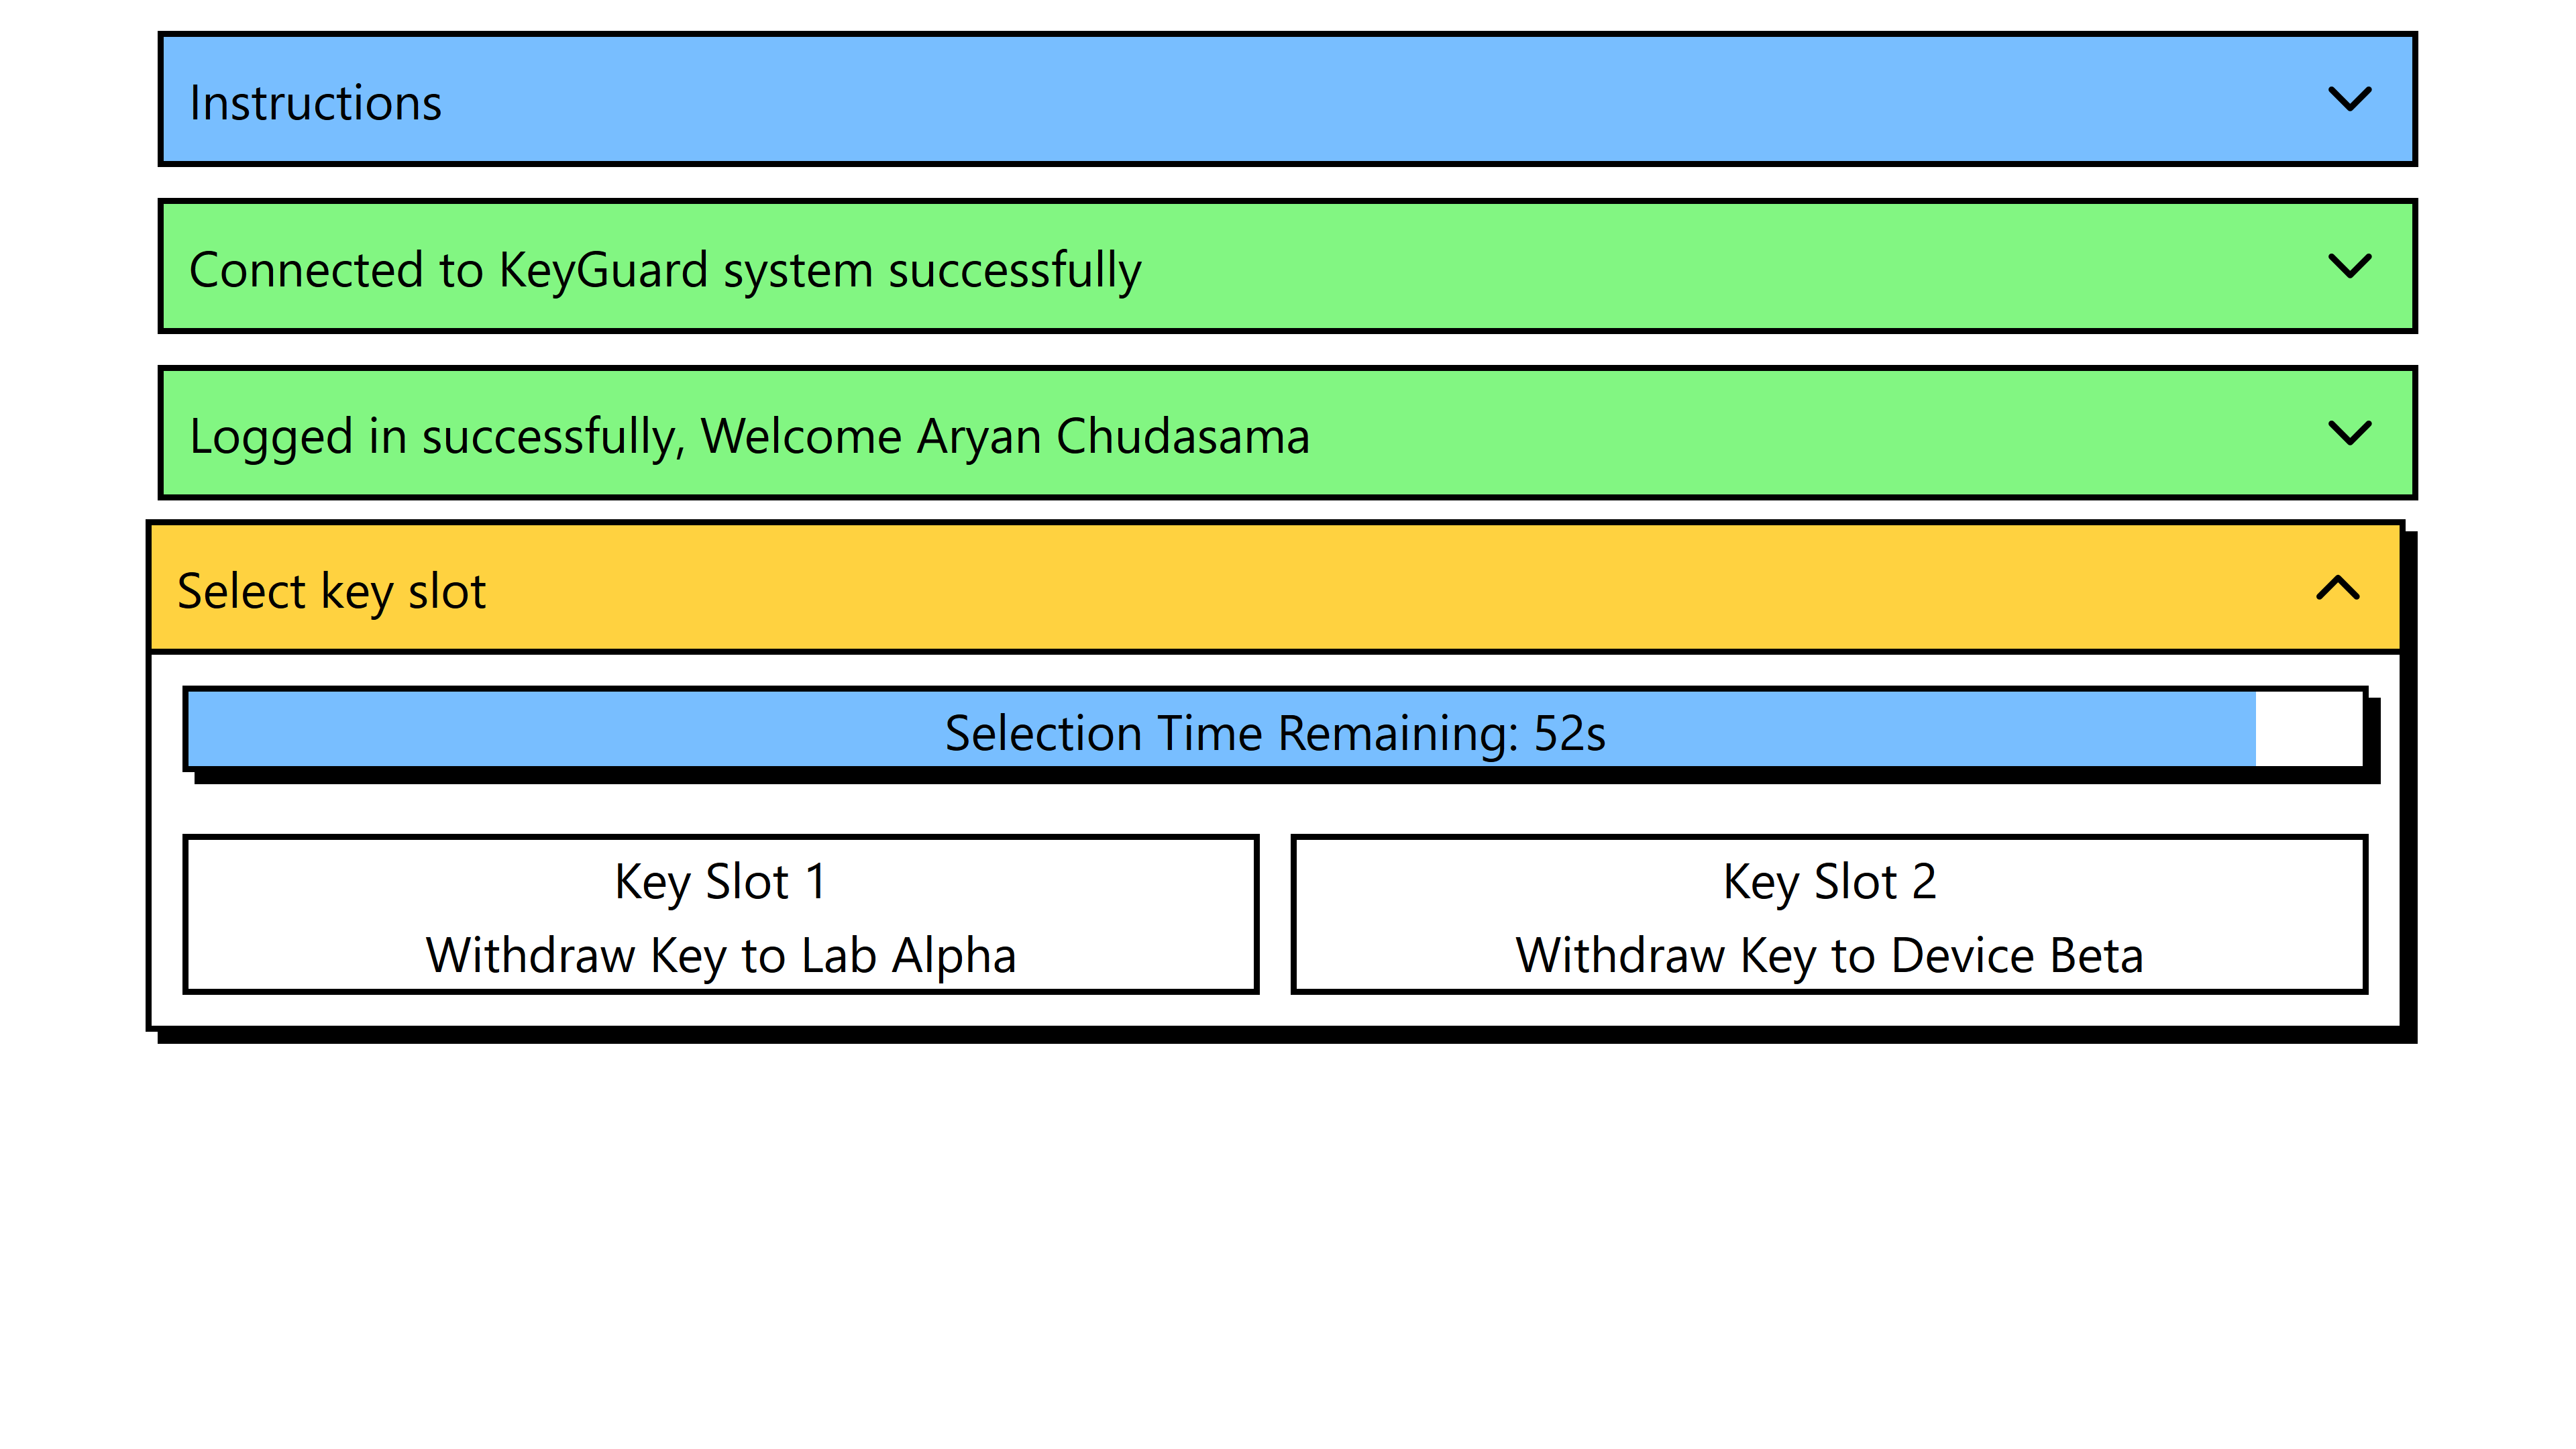 Instructions
Connected to KeyGuard system successfully
Logged in successfully, Welcome Aryan Chudasama
Select key slot
Selection Time Remaining: 52s
Key Slot 1
Withdraw Key to Lab Alpha
Key Slot 2
Withdraw Key to Device Beta